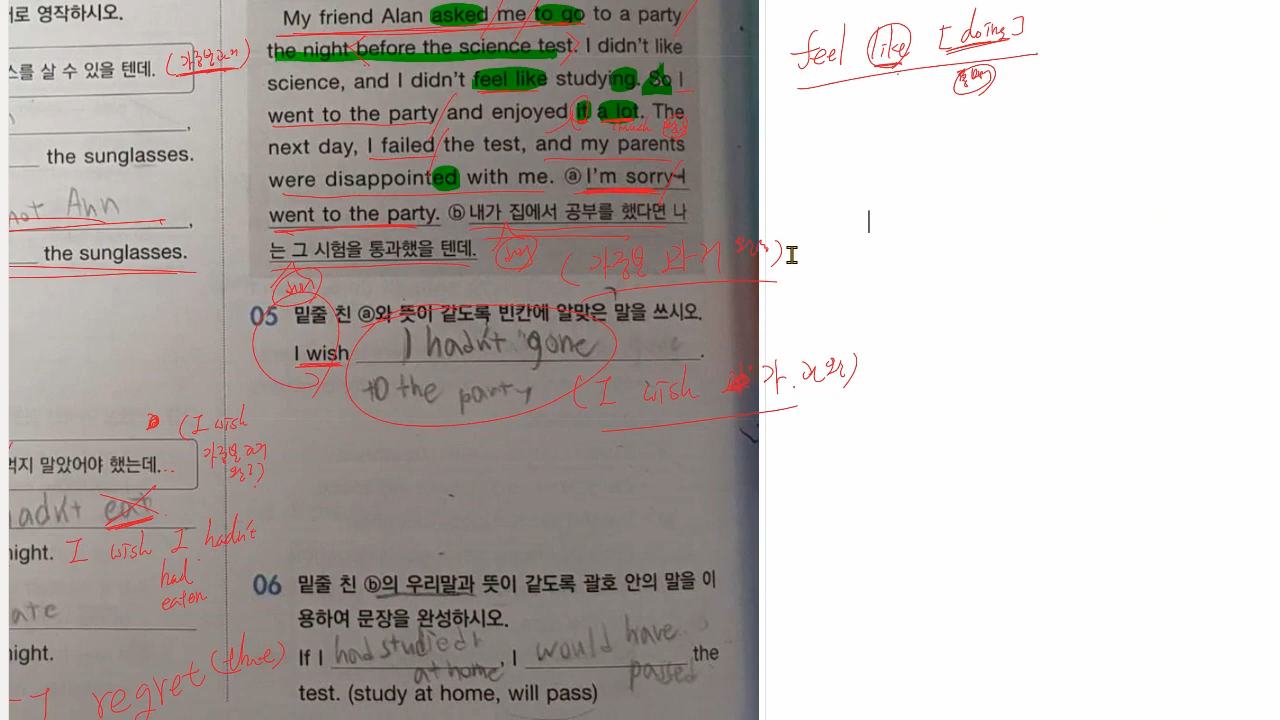 로 영작하시오.
스를 살 수 있을 텐데.
the sunglasses.
not Ann
the sunglasses.
My friend Alan asked me to go to a party
the night before the science test. I didn't like
science, and I didn't feel like studying. So I
went to the party and enjoyed it a lot. The
next day, I failed the test, and my parents
were disappointed with me. ⓐ I'm sorry I
went to the party. ⓑ 내가 집에서 공부를 했다면 나
는 그 시험을 통과했을 텐데.
05 밑줄 친 ⓐ와 뜻이 같도록 빈칸에 알맞은 말을 쓰시오.
I wish I hadn't gone
to the party
(I wish
(I wish
먹지 말았어야 했는데...
hadn't eat
night. I wish I hadn't
had
eaten
ate
night.
regret
06 밑줄 친 ⓑ의 우리말과 뜻이 같도록 괄호 안의 말을 이
용하여 문장을 완성하시오.
If I had studied at home, I would have passed the
test. (study at home, will pass)
feel like [doing]